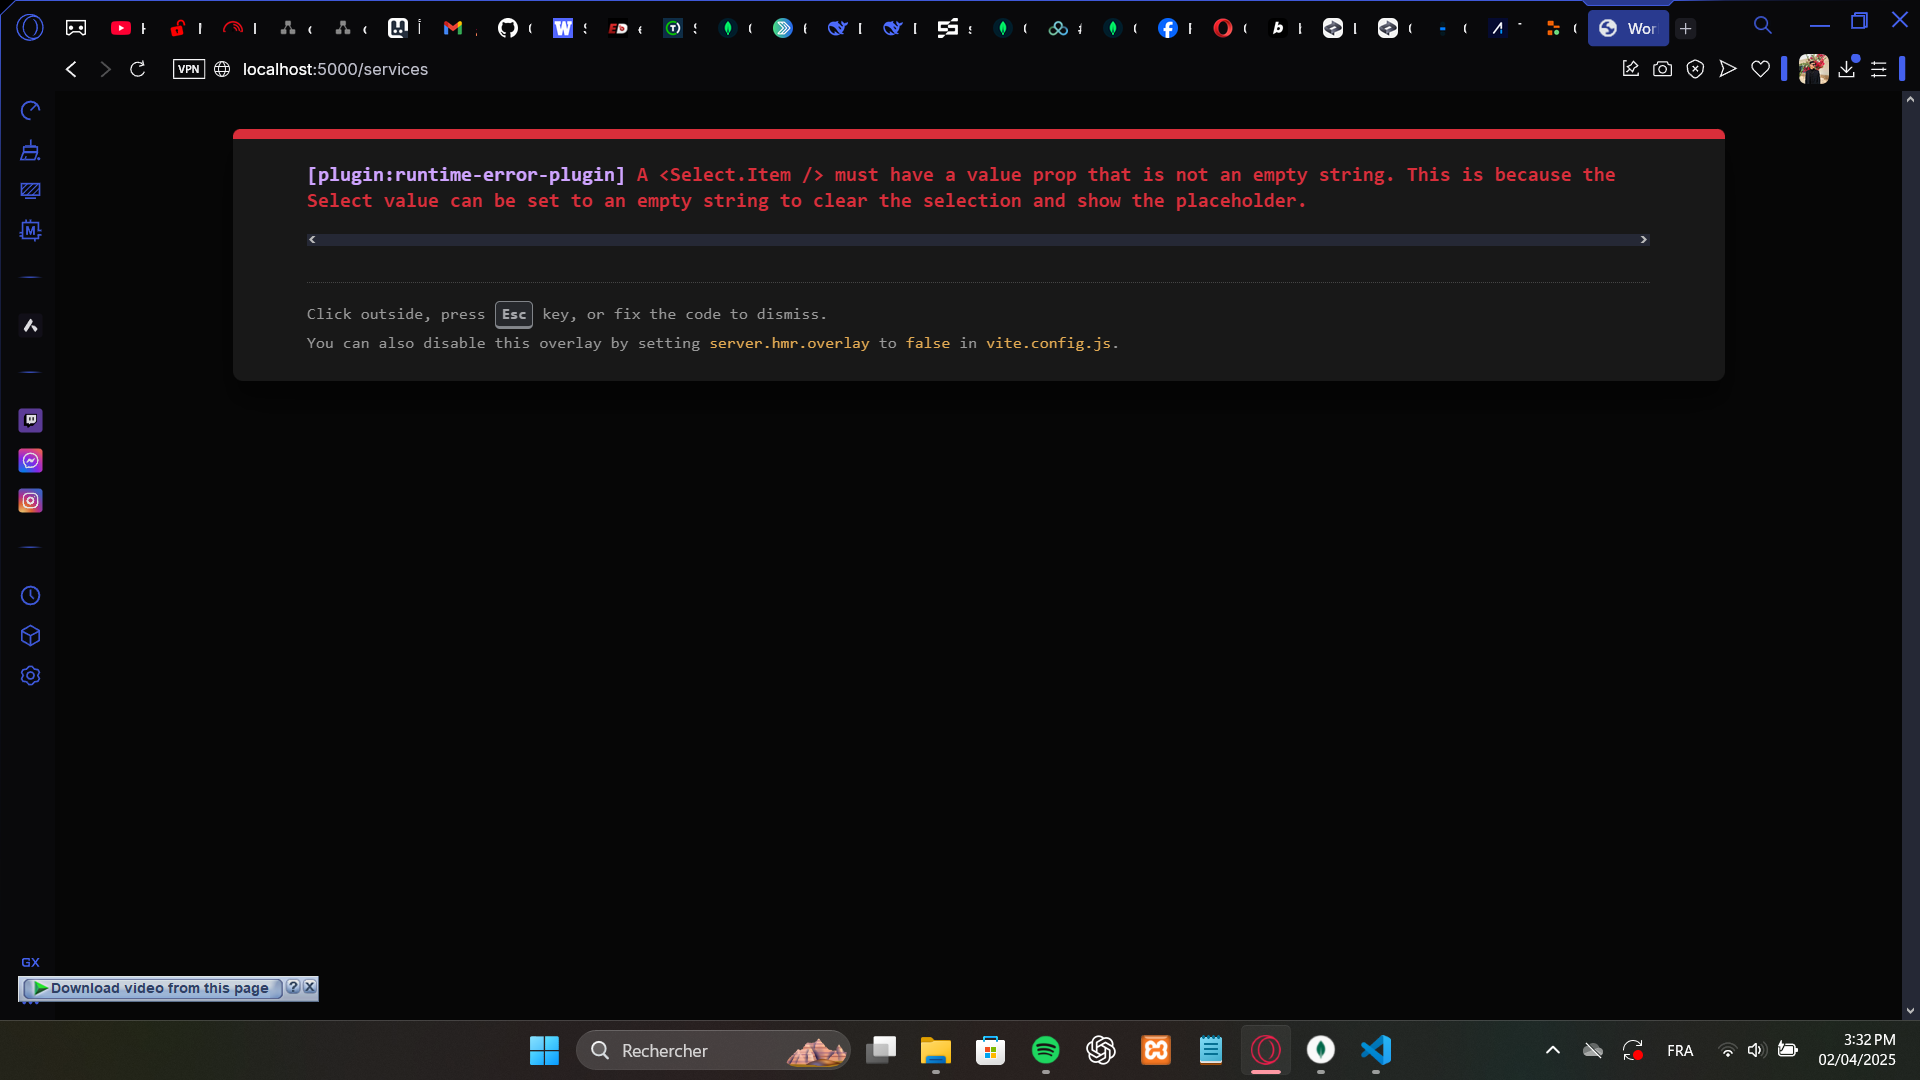 Wor
VPN
localhost:5000/services
[plugin:runtime-error-plugin] A <Select.Item /> must have a value prop that is not an empty string. This is because the
Select value can be set to an empty string to clear the selection and show the placeholder.
Click outside, press Esc key, or fix the code to dismiss.
You can also disable this overlay by setting server.hmr.overlay to false in vite.config.js.
GX
Download video from this page
Rechercher
FRA
3:32 PM
02/04/2025